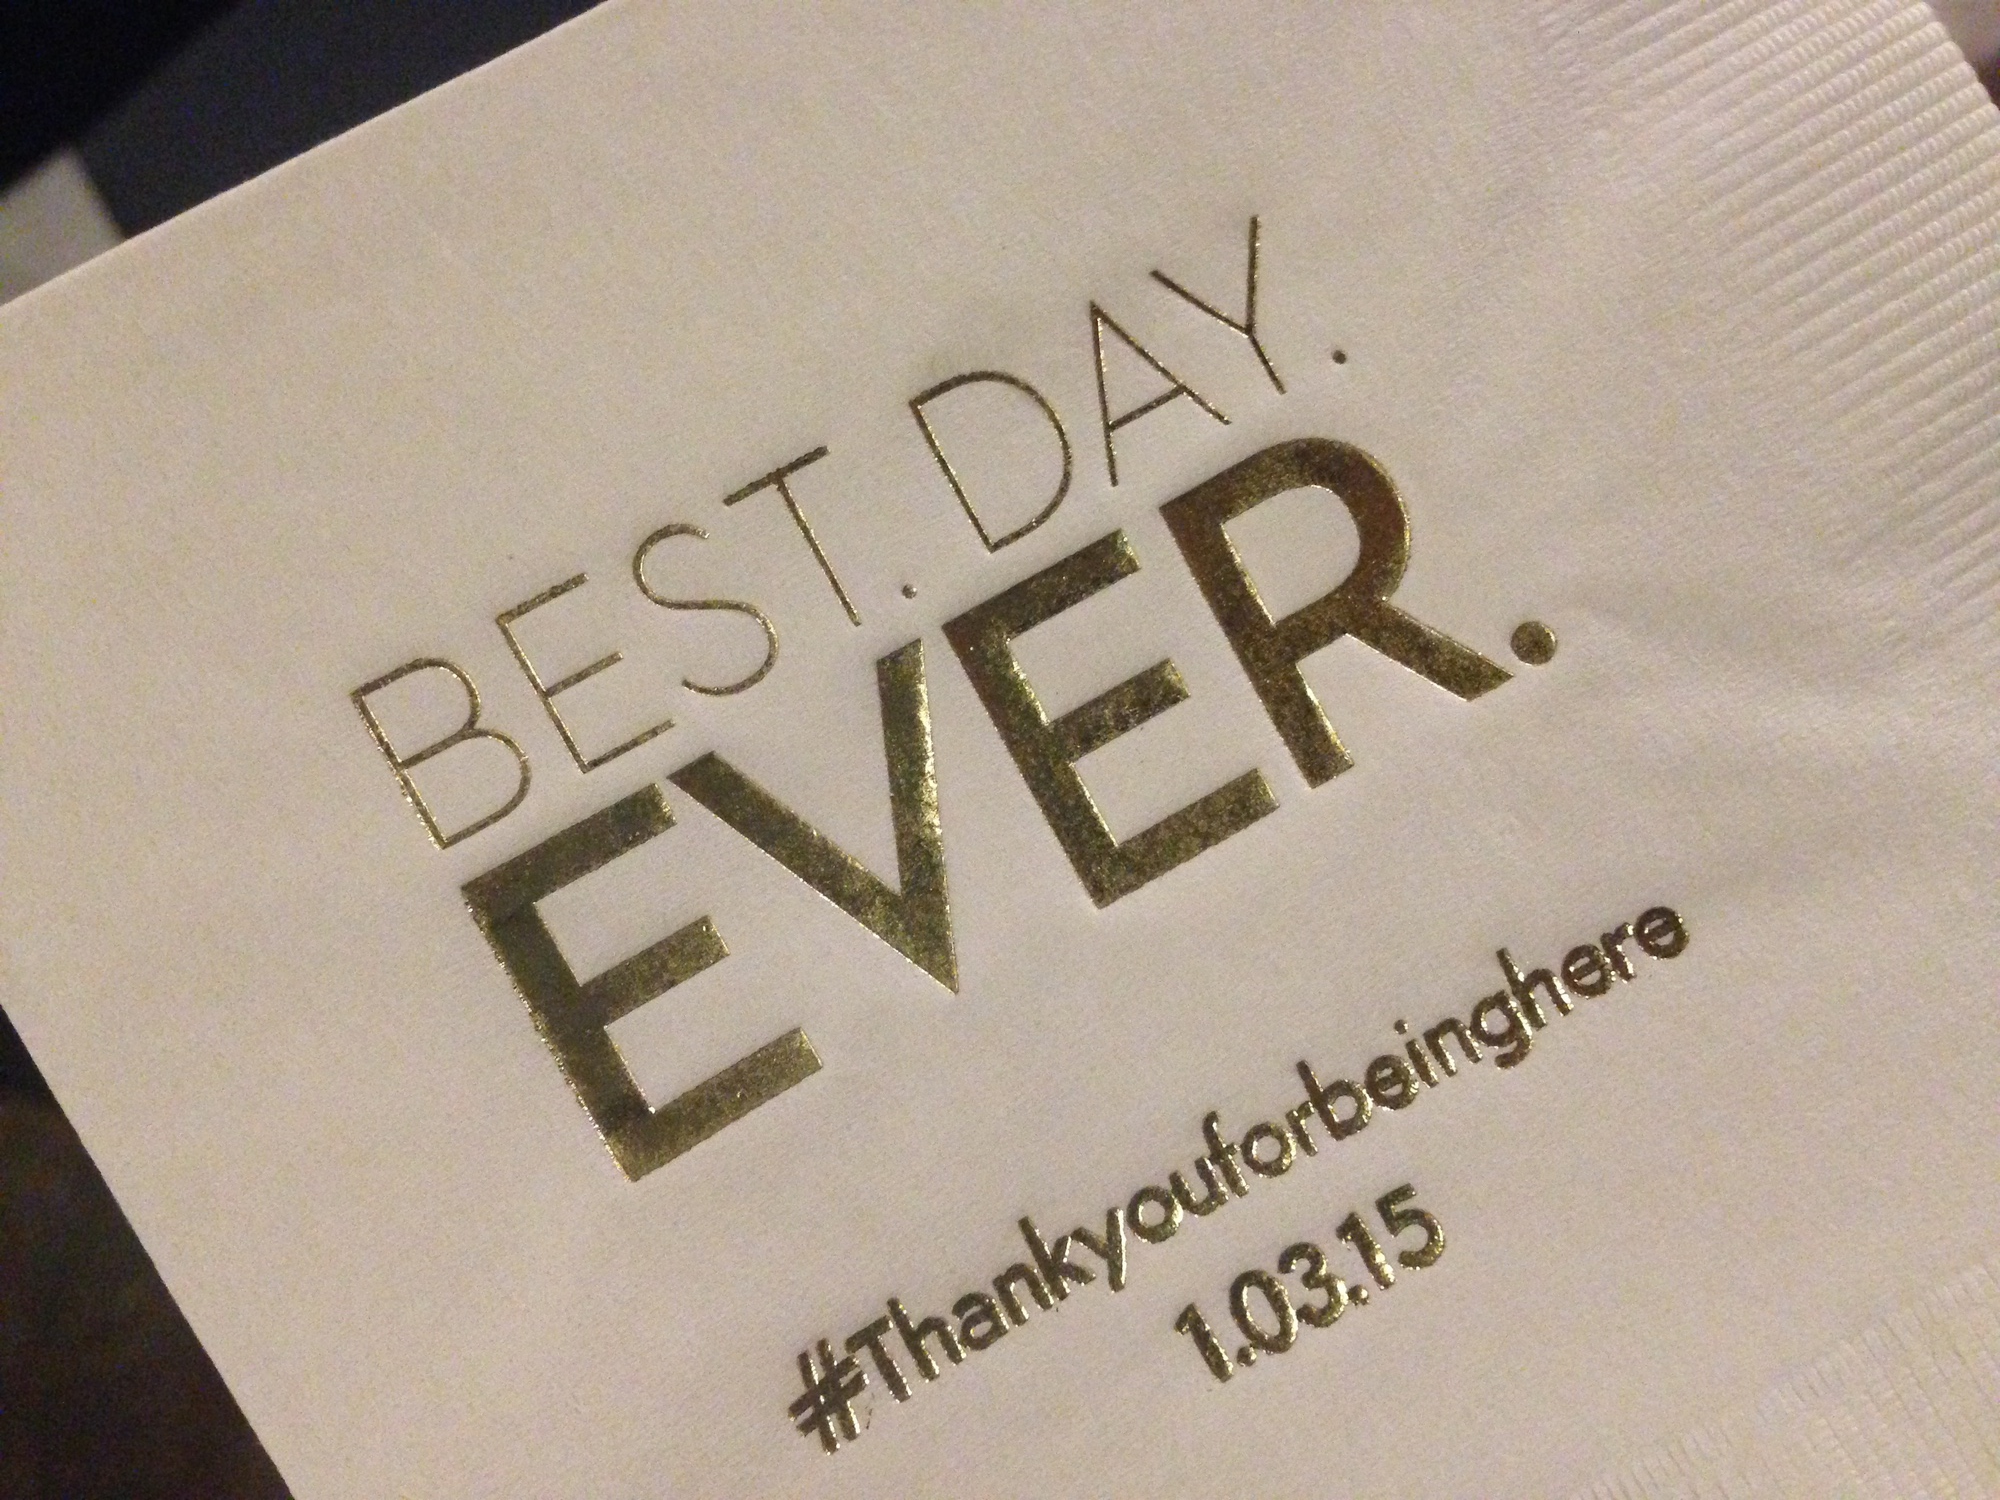 BEST. DAY.
EVER.
#Thankyouforbeinghere
1.03.15